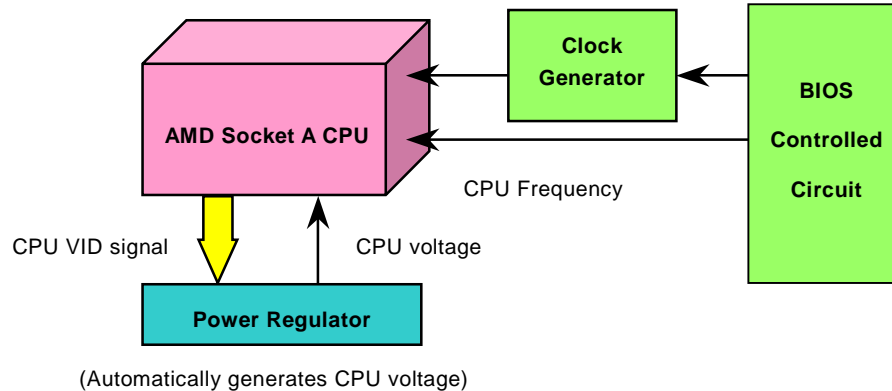 Clock
Generator
BIOS
Controlled
Circuit
AMD Socket A CPU
CPU Frequency
CPU VID signal
CPU voltage
Power Regulator
(Automatically generates CPU voltage)